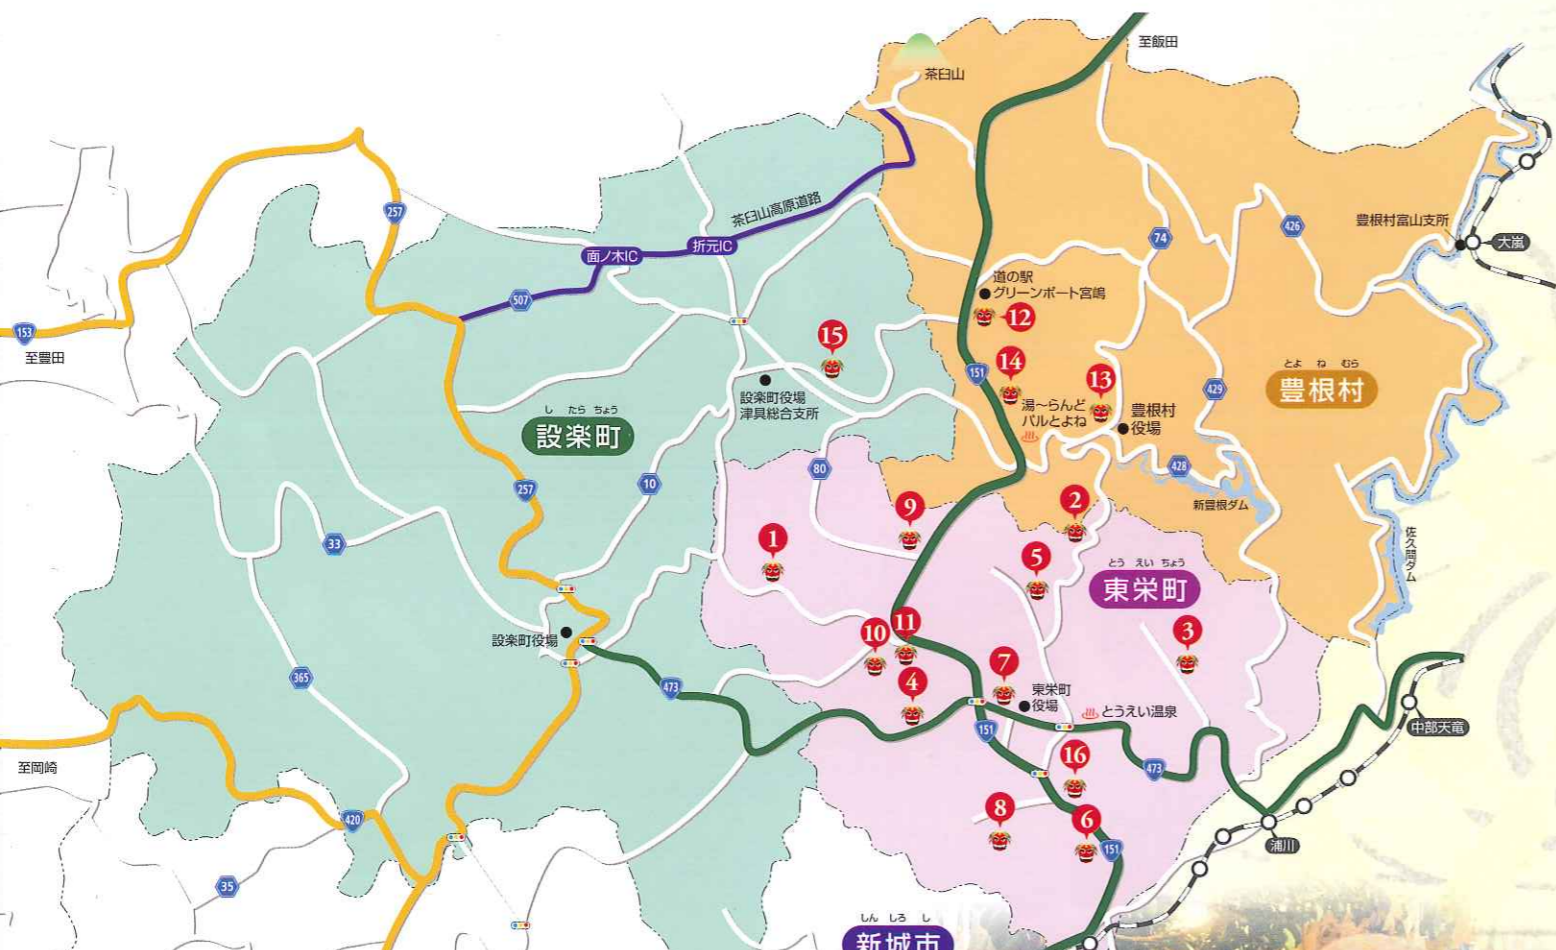 至飯田
茶臼山
257
茶臼山高原道路
426
豊根村富山支所
74
大嵐
折元IC
面ノ木IC
道の駅
グリーンポート宮嶋
507
12
153
至豊田
15
14
151
13
とよ ね むら
豊根村
429
設楽町役場
津具総合支所
湯〜らんど
パルとよね
豊根村
役場
し たら ちょう
設楽町
80
428
10
257
新豊根ダム
9
2
佐久間ダム
33
1
5
とう えい ちょう
東栄町
設楽町役場
10
11
3
365
473
4
7
東栄町
役場
とうえい温泉
151
中部天竜
至岡崎
16
473
420
8
6
151
浦川
35
しん しろ し
新城市